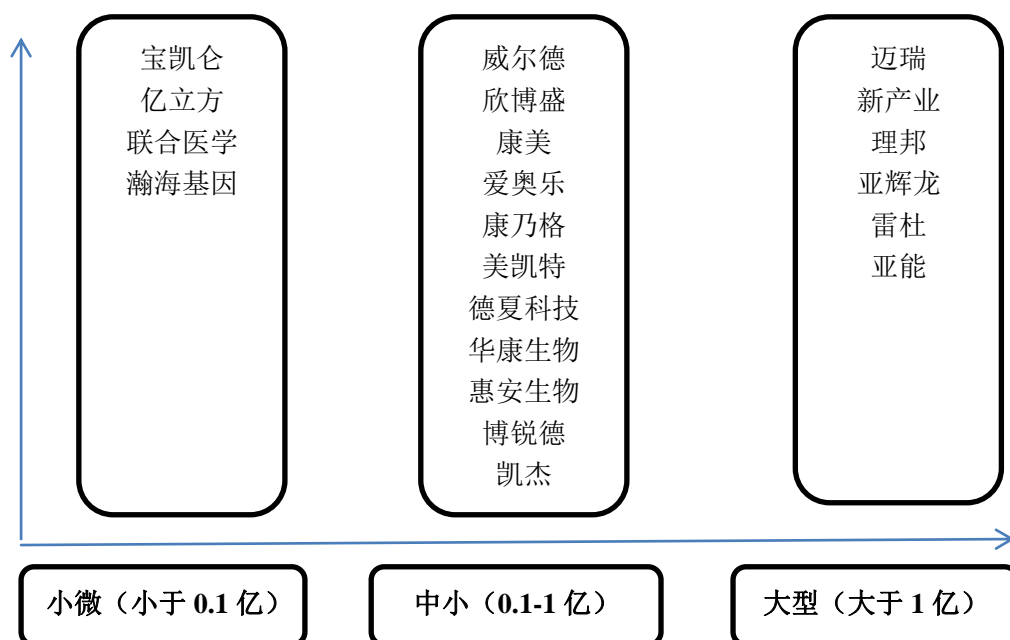 宝凯仑
亿立方
联合医学
瀚海基因
威尔德
欣博盛
康美
爱奥乐
康乃格
美凯特
德夏科技
华康生物
惠安生物
博锐德
凯杰
迈瑞
新产业
理邦
亚辉龙
雷杜
亚能
小微（小于 0.1 亿）
中小（0.1-1 亿）
大型（大于 1 亿）